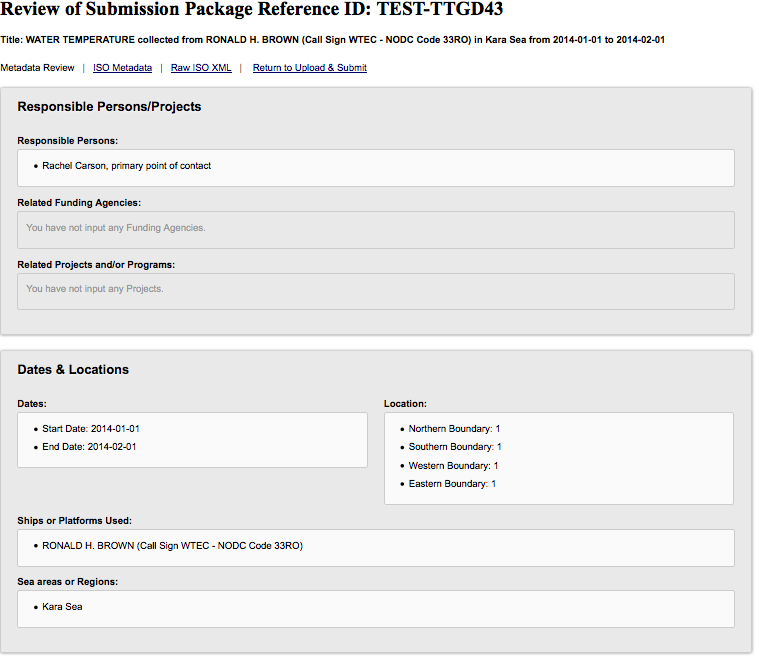 Review of Submission Package Reference ID: TEST-TTGD43
Title: WATER TEMPERATURE collected from RONALD H. BROWN (Call Sign WTEC - NODC Code 33RO) in Kara Sea from 2014-01-01 to 2014-02-01
Metadata Review | ISO Metadata | Raw ISO XML | Return to Upload & Submit
Responsible Persons/Projects
Responsible Persons:
• Rachel Carson, primary point of contact
Related Funding Agencies:
You have not input any Funding Agencies.
Related Projects and/or Programs:
You have not input any Projects.
Dates & Locations
Dates:
• Start Date: 2014-01-01
• End Date: 2014-02-01
Location:
• Northern Boundary: 1
• Southern Boundary: 1
• Western Boundary: 1
• Eastern Boundary: 1
Ships or Platforms Used:
• RONALD H. BROWN (Call Sign WTEC - NODC Code 33RO)
Sea areas or Regions:
• Kara Sea